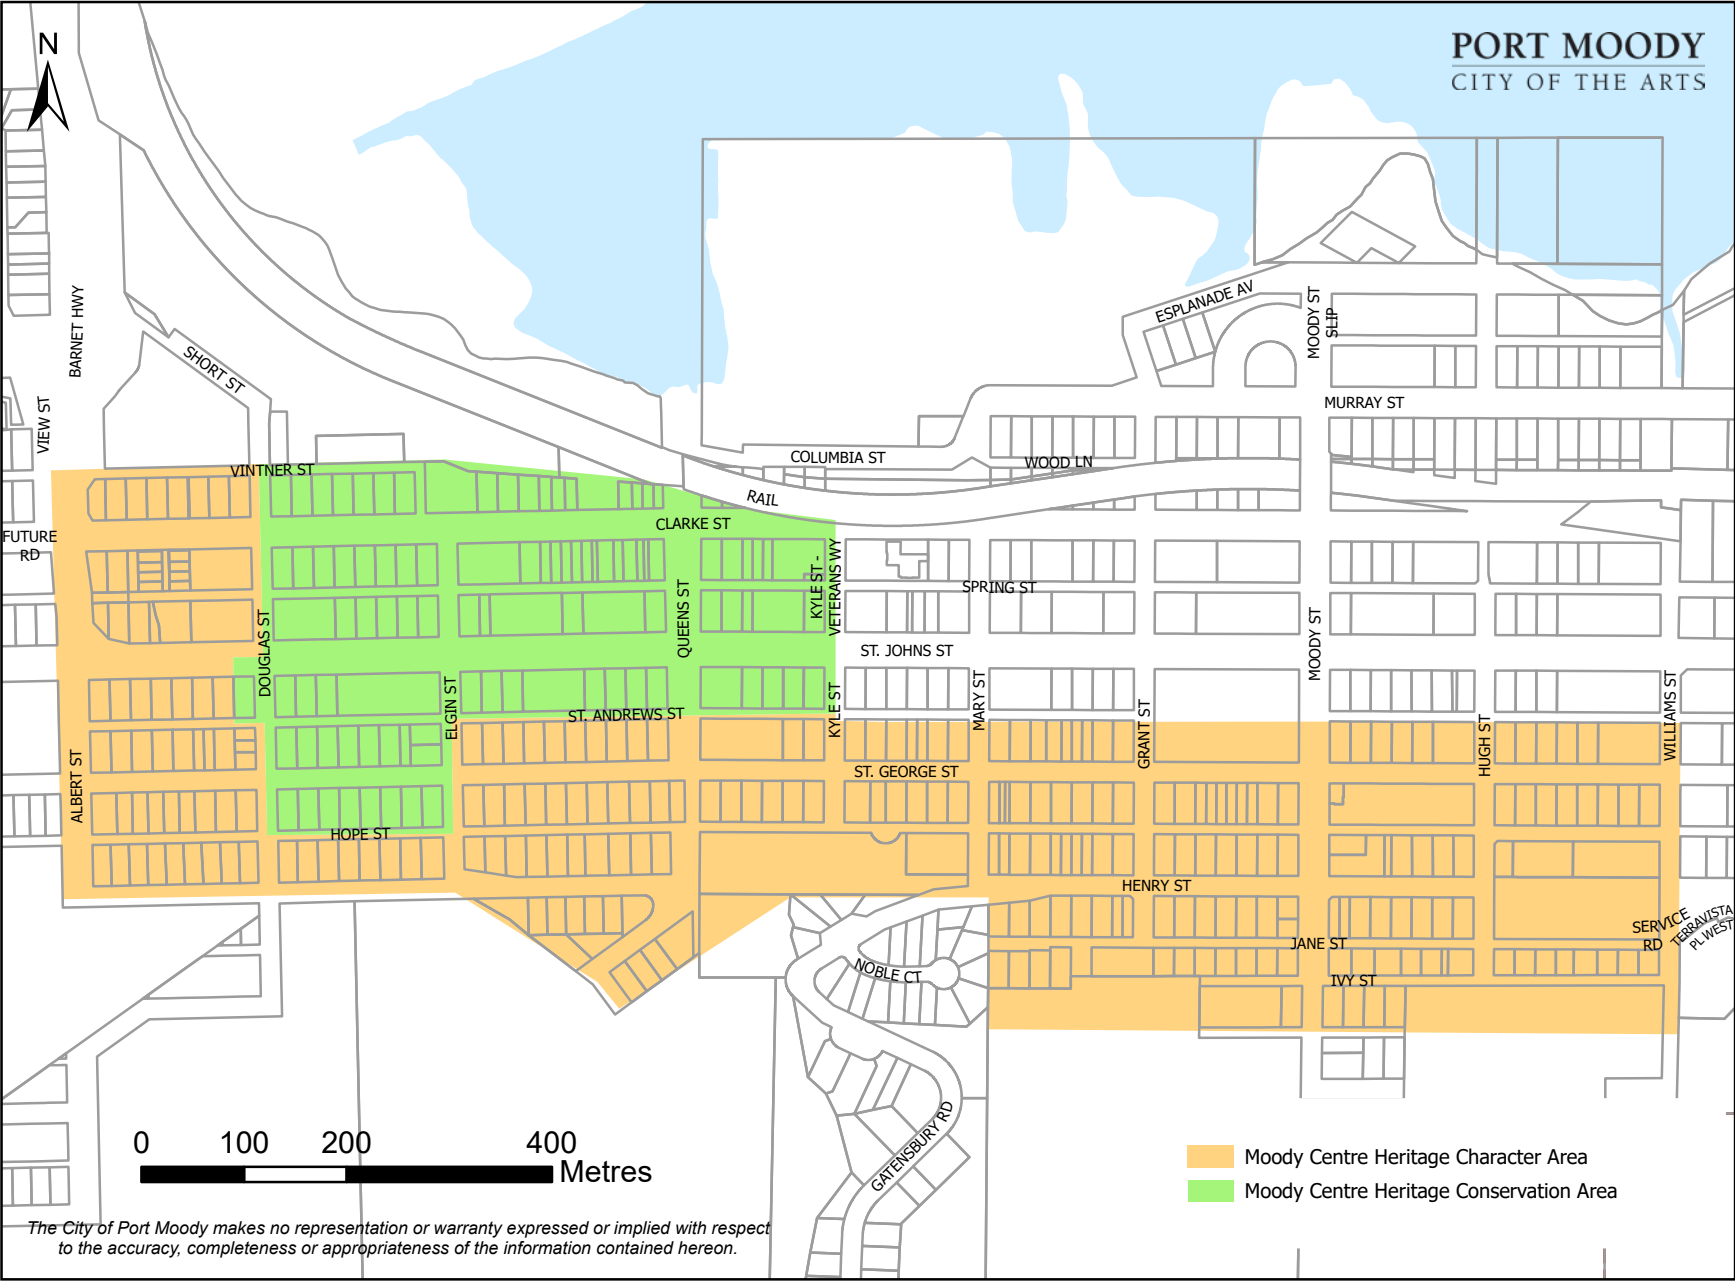 N
PORT MOODY
CITY OF THE ARTS
BARNET HWY
ESPLANADE AV
MOODY ST
SLIP
SHORT ST
VIEW ST
MURRAY ST
VINTNER ST
COLUMBIA ST
WOOD LN
RAIL
CLARKE ST
FUTURE
RD
KYLE ST -
VETERANS WY
SPRING ST
QUEENS ST
DOUGLAS ST
MOODY ST
ST. JOHNS ST
ELGIN ST
KYLE ST
MARY ST
WILLIAMS ST
ST. ANDREWS ST
GRANT ST
HUGH ST
ALBERT ST
ST. GEORGE ST
HOPE ST
HENRY ST
SERVICE
RD
TERRAVISTA
PL WEST
JANE ST
NOBLE CT
IVY ST
GATENSBURY RD
0 100 200 400
Metres
Moody Centre Heritage Character Area
Moody Centre Heritage Conservation Area
The City of Port Moody makes no representation or warranty expressed or implied with respect
to the accuracy, completeness or appropriateness of the information contained hereon.